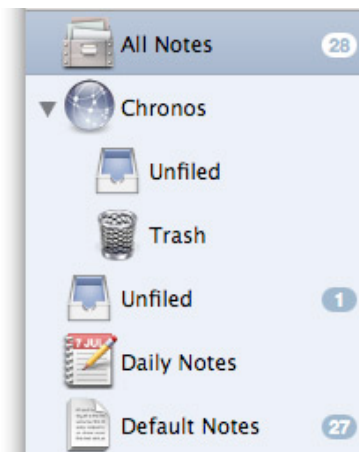 All Notes 28
Chronos
Unfiled
Trash
Unfiled 1
7 JUL
Daily Notes
Default Notes 27